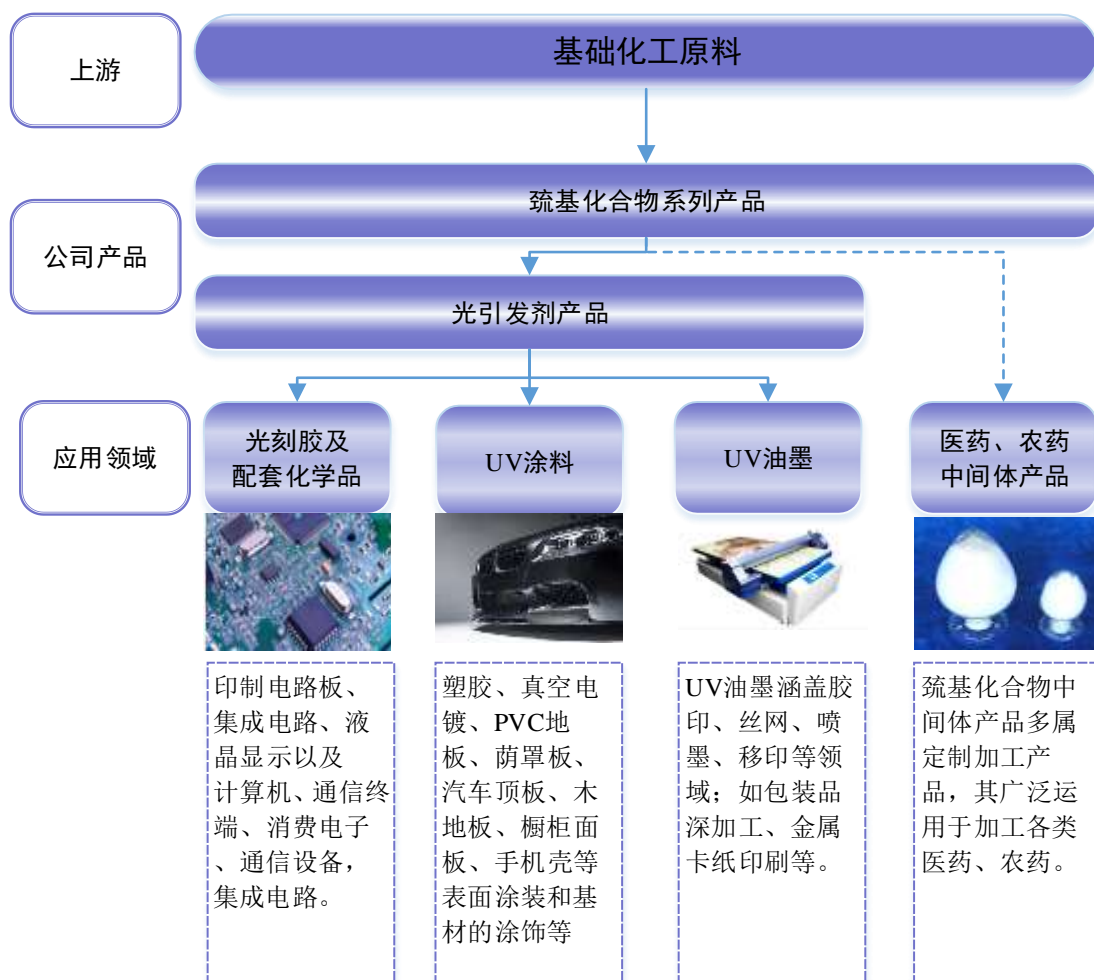 上游
基础化工原料
公司产品
巯基化合物系列产品
光引发剂产品
应用领域
光刻胶及
配套化学品
UV涂料
UV油墨
医药、农药
中间体产品
印制电路板、
集成电路、液
晶显示以及
计算机、通信终
端、消费电子
、通信设备，
集成电路。
塑胶、真空电
镀、PVC地
板、荫罩板、
汽车顶板、木
地板、橱柜面
板、手机壳等
表面涂装和基
材的涂饰等
UV油墨涵盖胶
印、丝网、喷
墨、移印等领
域；如包装品
深加工、金属
卡纸印刷等。
巯基化合物中
间体产品多属
定制加工产
品，其广泛运
用于加工各类
医药、农药。